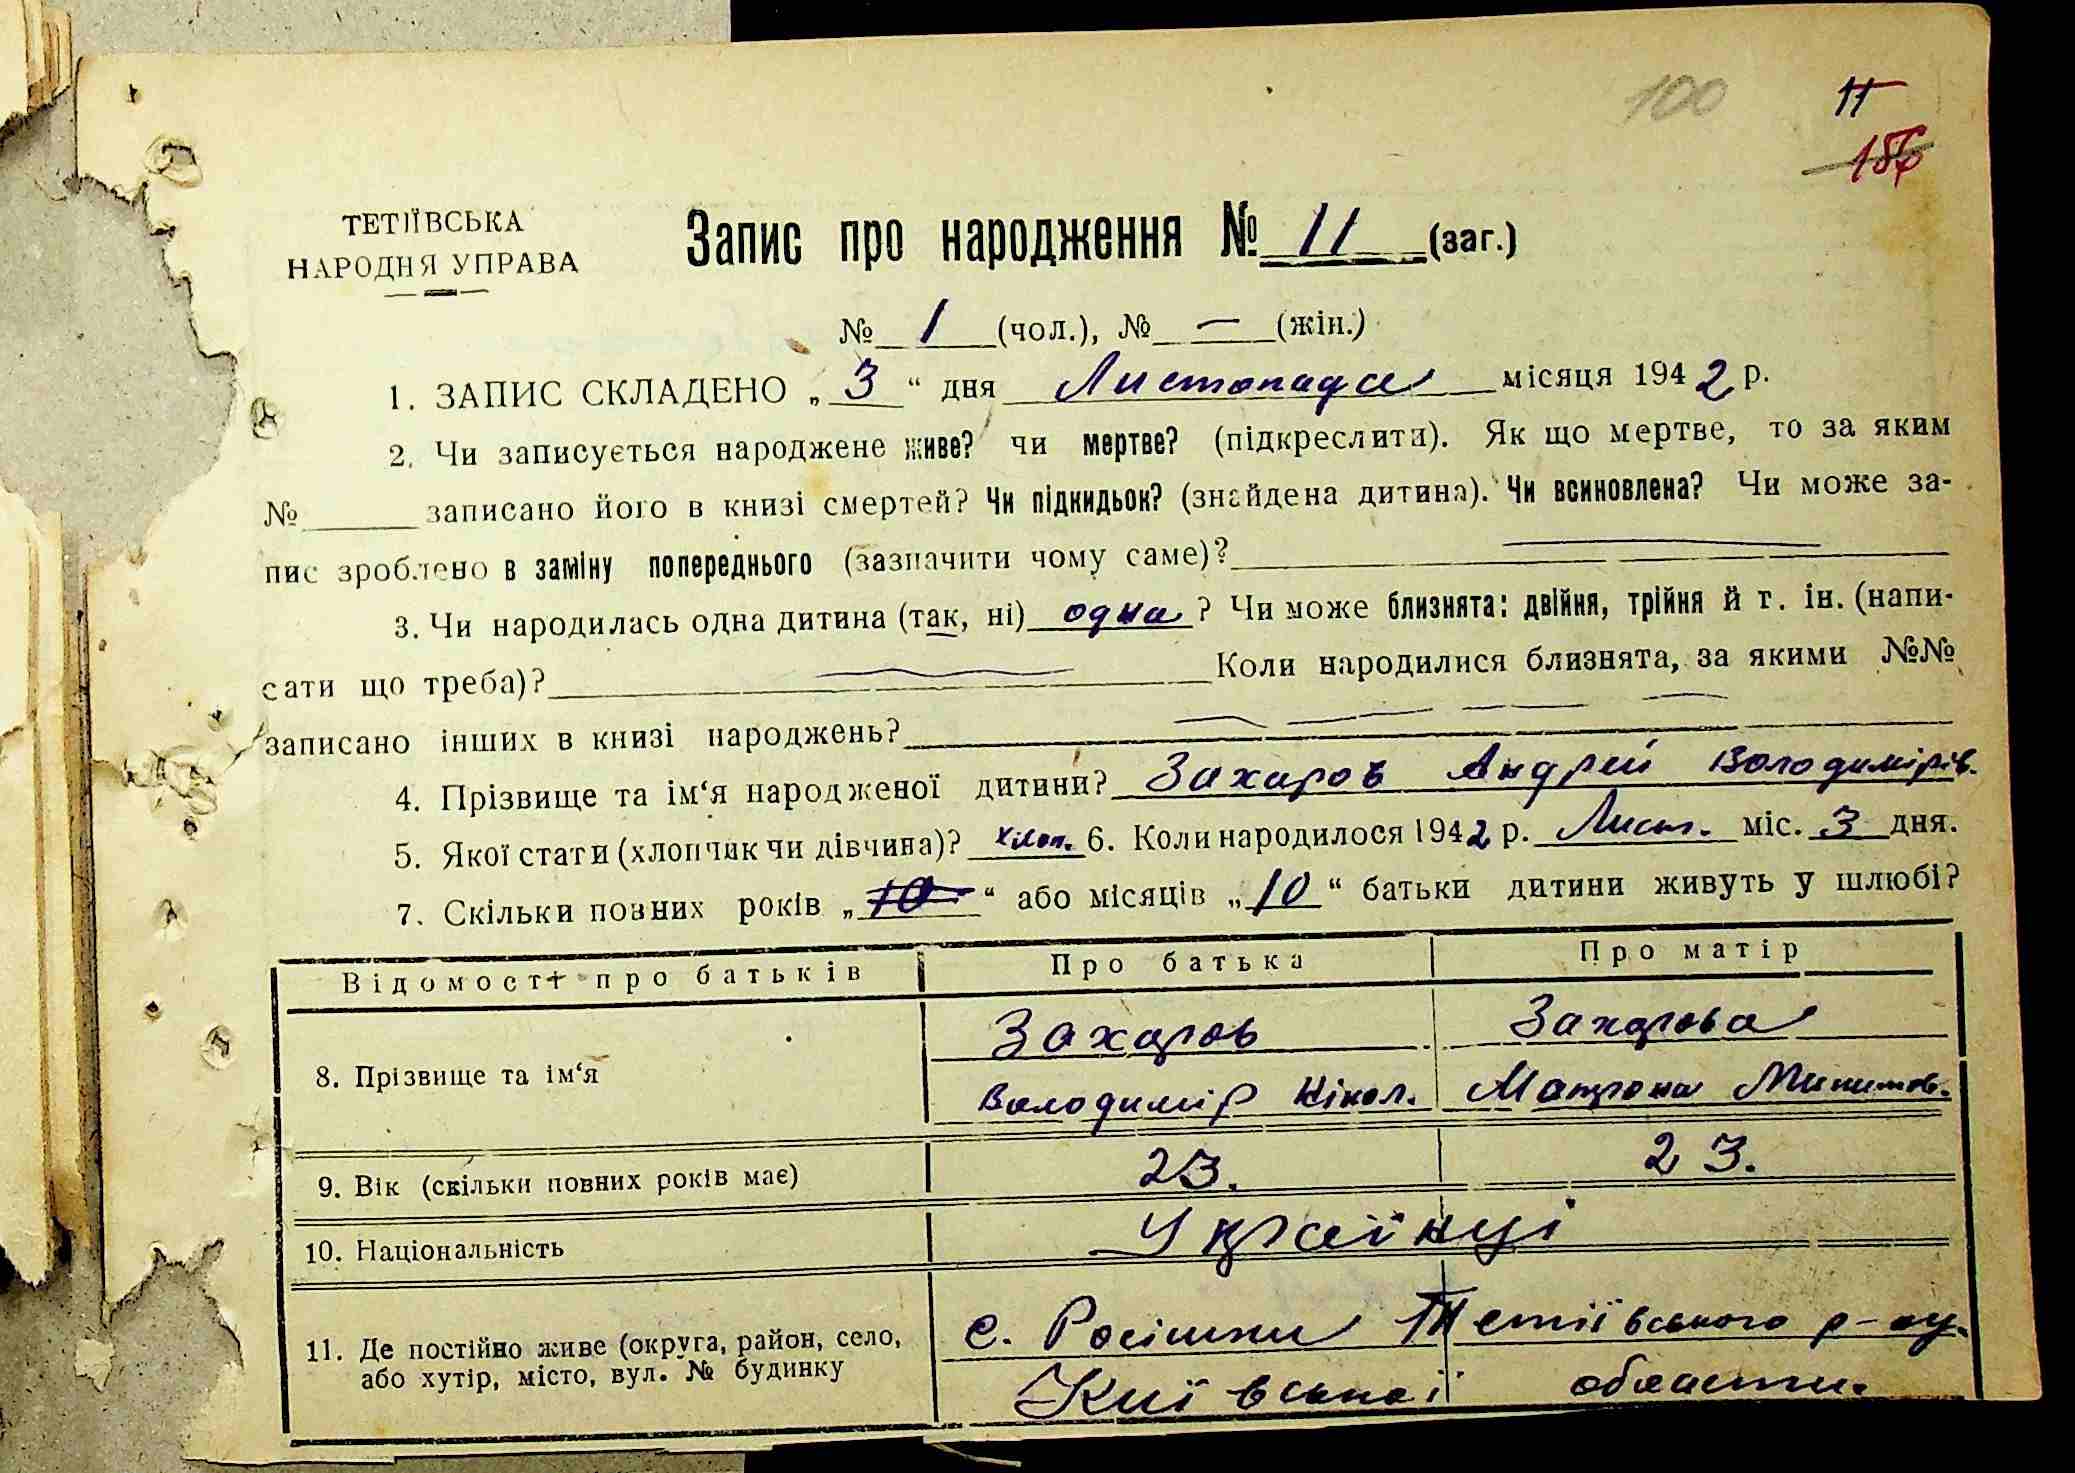 100
11
156
ТЕТІЇВСЬКА
НАРОДНЯ УПРАВА
Запис про народження № 11 (заг.)
№ 1 (чол.), № — (жін.)
1. ЗАПИС СКЛАДЕНО „ 3 “ дня Листопада місяця 1942 р.
2. Чи записується народжене живе? чи мертве? (підкреслити). Як що мертве, то за яким
№ записано його в книзі смертей? Чи підкидьок? (знайдена дитина). Чи всиновлена? Чи може за-
пис зроблено в заміну попереднього (зазначити чому саме)?
3. Чи народилась одна дитина (так, ні) одна ? Чи може близнята: двійня, трійня й т. ін. (напи-
сати що треба)? Коли народилися близнята, за якими №№
записано інших в книзі народжень?
4. Прізвище та ім‘я народженої дитини? Захаров Андрій Володимірів.
5. Якої стати (хлопчик чи дівчина)? хлоп. 6. Коли народилося 1942 р. Лист. міс. 3 дня.
7. Скільки повних років „ 10 “ або місяців „ 10 “ батьки дитини живуть у шлюбі?
Відомості про батьків Про батька Про матір
8. Прізвище та ім‘я
Захаров Захарова
Володимір Нікол. Матрона
9. Вік (скільки повних років має) 23. 23.
10. Національність Українці
11. Де постійно живе (округа, район, село,
або хутір, місто, вул. № будинку
с. Росішки Тетіївського р-ну.
Київської области.